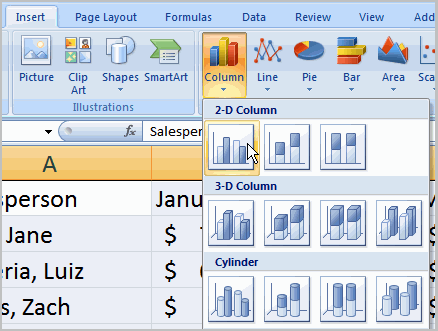 Insert Page Layout Formulas Data Review View Add
Picture Clip Art Shapes SmartArt Column Line Pie Bar Area Sca
Illustrations
2-D Column
fx Salesper
A
sperson Janu
3-D Column
Jane $
eria, Luiz $
Cylinder
s, Zach $